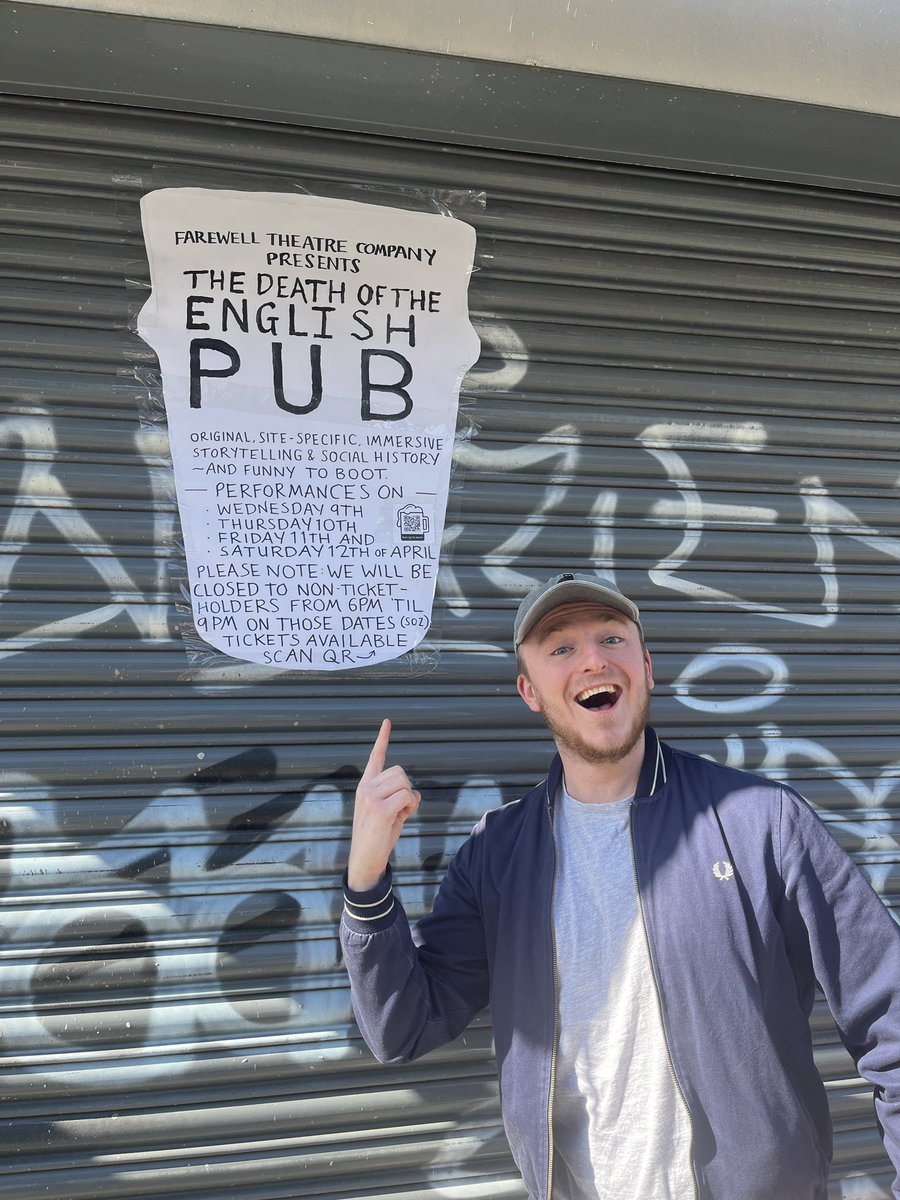 FAREWELL THEATRE COMPANY
PRESENTS
THE DEATH OF THE
ENGLISH
PUB
ORIGINAL, SITE-SPECIFIC, IMMERSIVE
STORYTELLING & SOCIAL HISTORY
~AND FUNNY TO BOOT.
— PERFORMANCES ON —
· WEDNESDAY 9TH
· THURSDAY 10TH
· FRIDAY 11TH AND
· SATURDAY 12TH OF APRIL
PLEASE NOTE: WE WILL BE
CLOSED TO NON-TICKET-
HOLDERS FROM 6PM 'TIL
9PM ON THOSE DATES (SOZ)
TICKETS AVAILABLE
SCAN QR